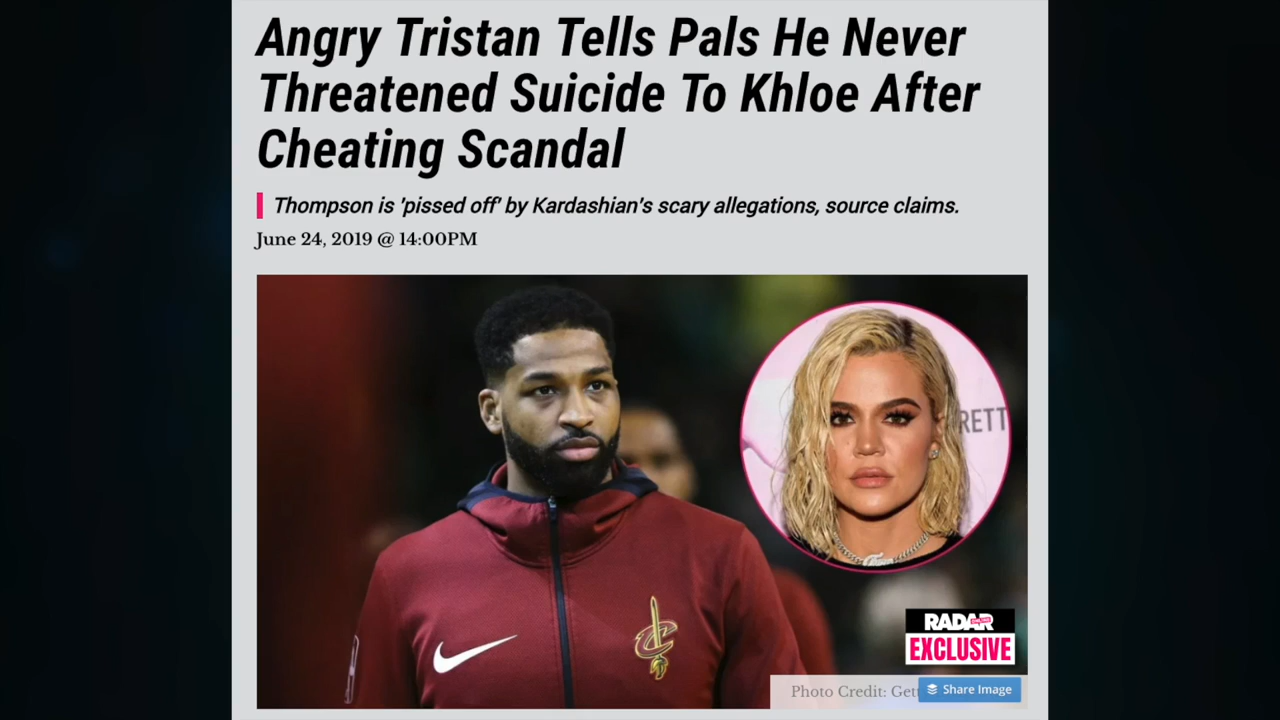 Angry Tristan Tells Pals He Never
Threatened Suicide To Khloe After
Cheating Scandal
Thompson is 'pissed off' by Kardashian's scary allegations, source claims.
June 24, 2019 @ 14:00PM
RETT
RADAR
EXCLUSIVE
Photo Credit:
Share Image